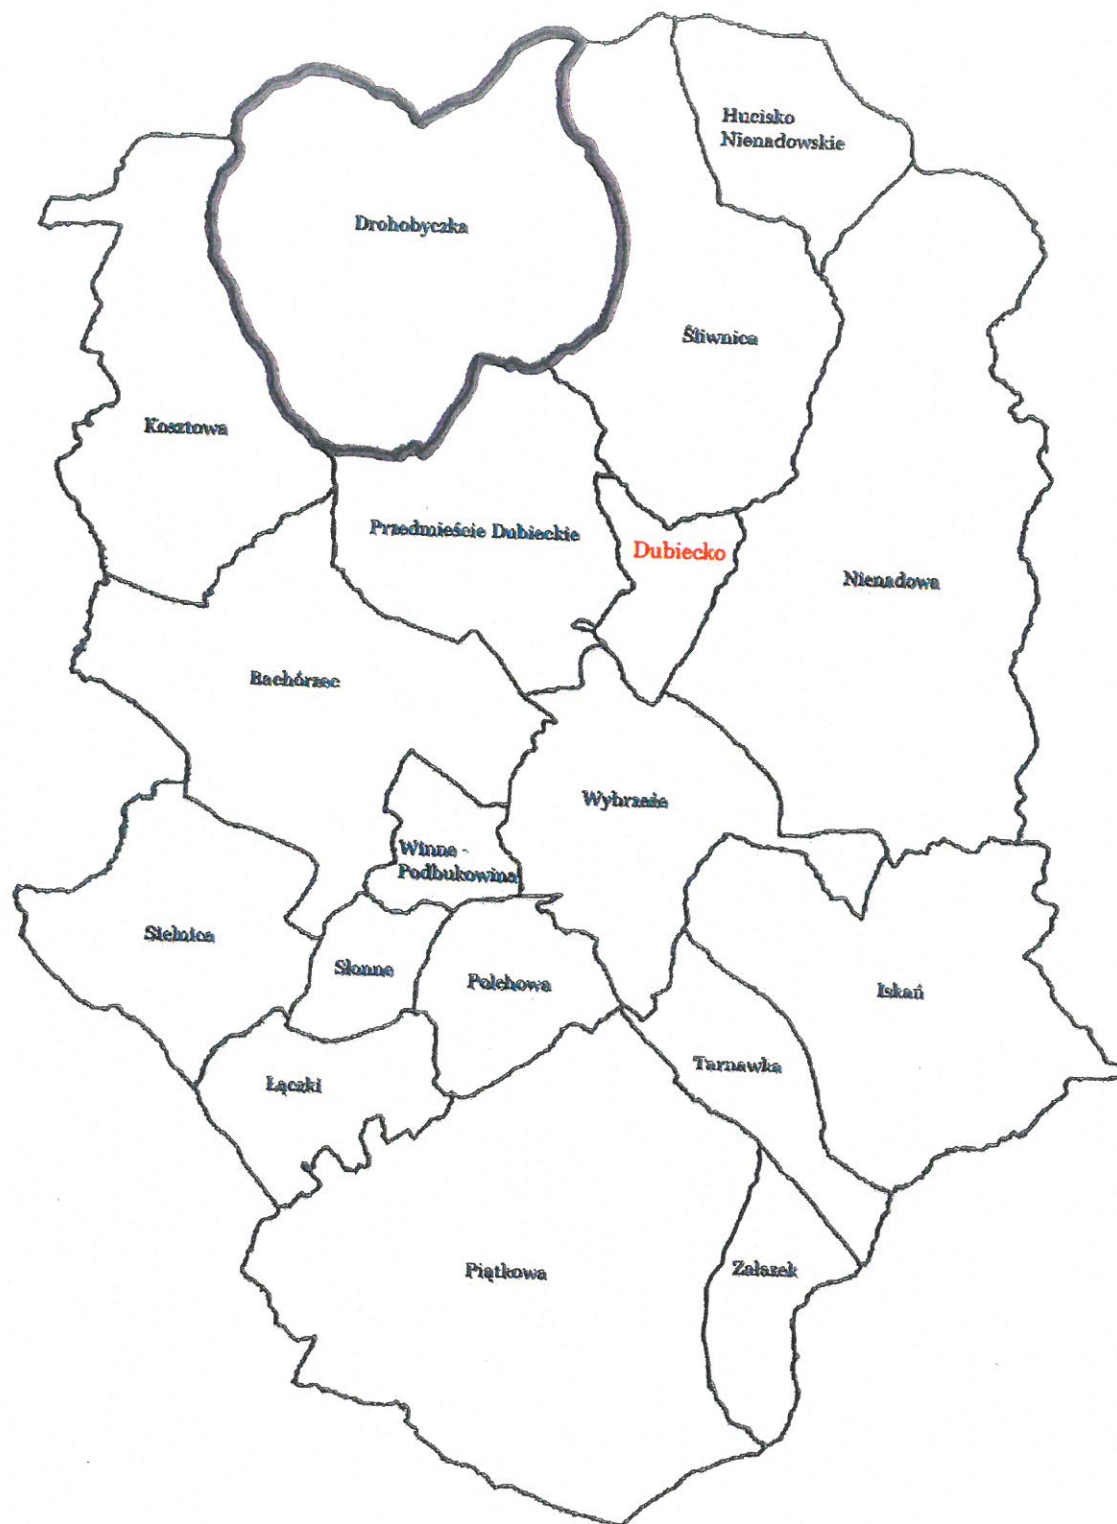 Hucisko
Nienadowskie
Drohobyczka
Śliwnica
Kosztowa
Przedmieście Dubieckie
Dubiecko
Nienadowa
Bachórzec
Wybrzeże
Winne -
Podbukowina
Sielnica
Słonne
Polchowa
Iskań
Tarnawka
Łączki
Piątkowa
Załazek